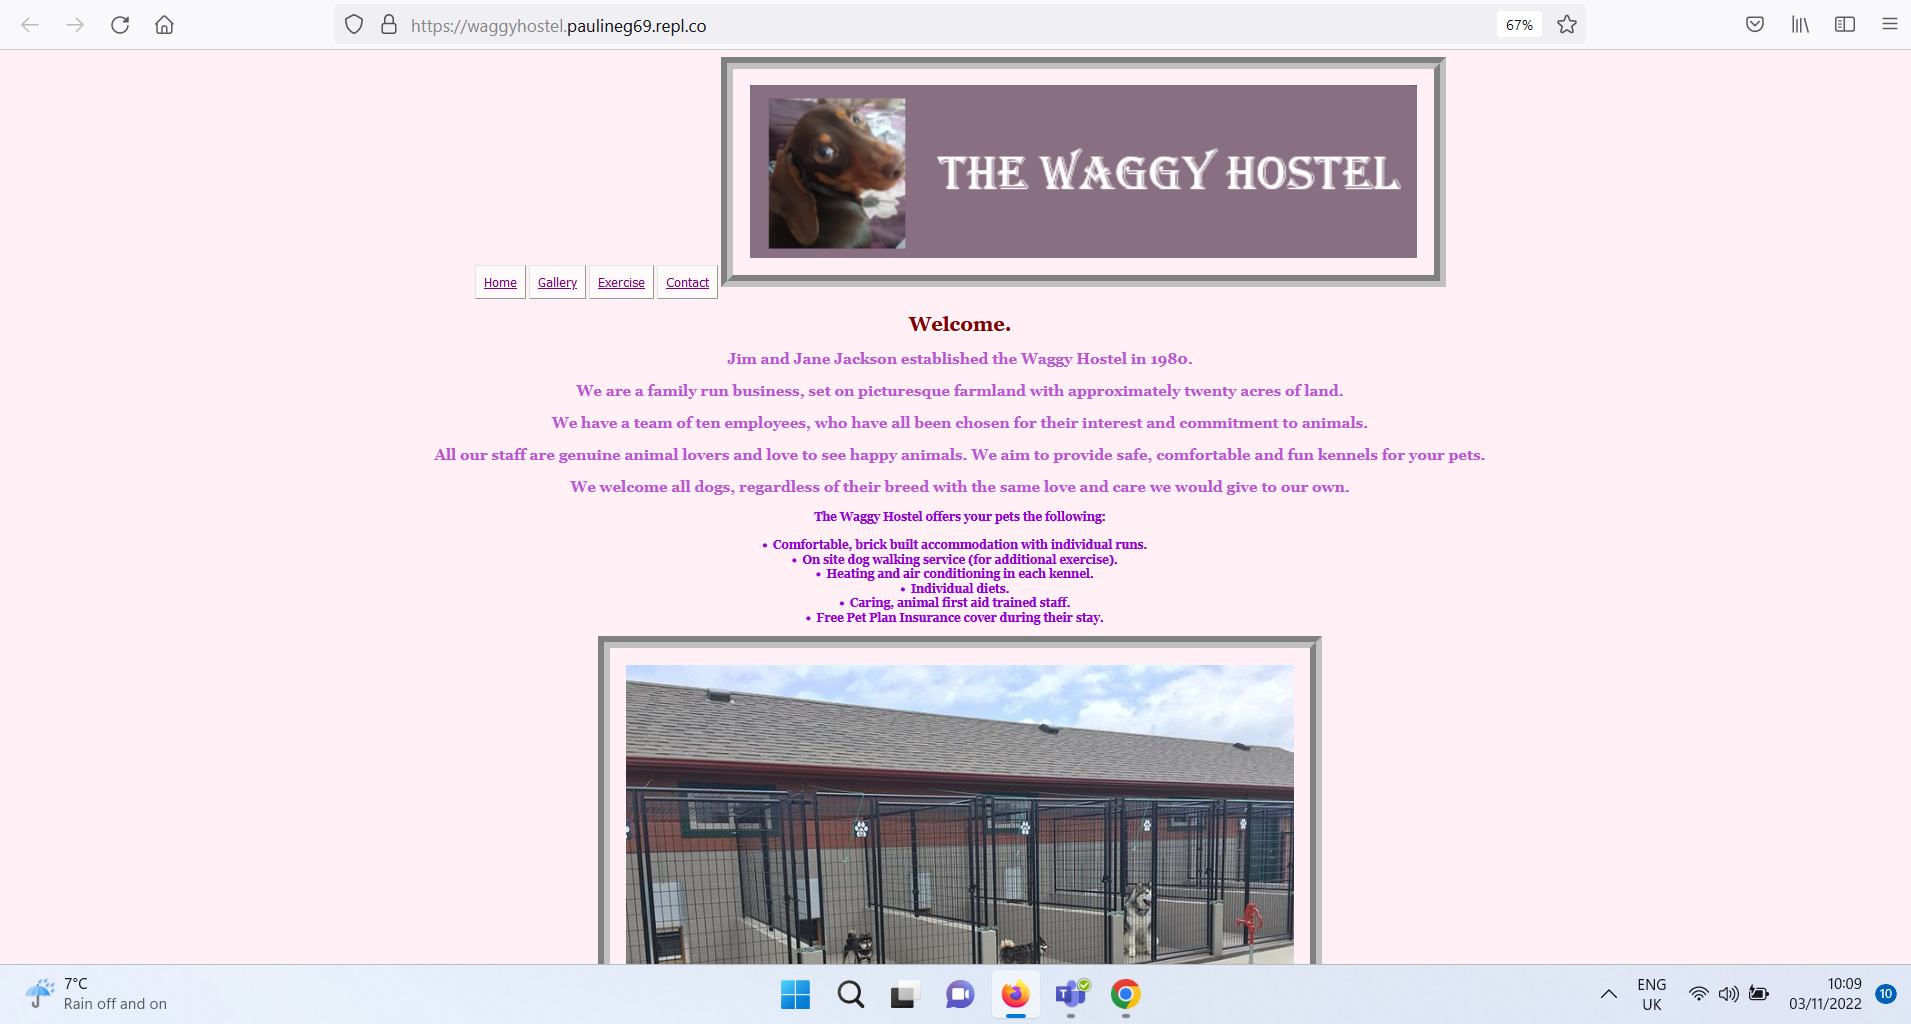 https://waggyhostel.paulineg69.repl.co
67%
THE WAGGY HOSTEL
Home Gallery Exercise Contact
Welcome.
Jim and Jane Jackson established the Waggy Hostel in 1980.
We are a family run business, set on picturesque farmland with approximately twenty acres of land.
We have a team of ten employees, who have all been chosen for their interest and commitment to animals.
All our staff are genuine animal lovers and love to see happy animals. We aim to provide safe, comfortable and fun kennels for your pets.
We welcome all dogs, regardless of their breed with the same love and care we would give to our own.
The Waggy Hostel offers your pets the following:
• Comfortable, brick built accommodation with individual runs.
• On site dog walking service (for additional exercise).
• Heating and air conditioning in each kennel.
• Individual diets.
• Caring, animal first aid trained staff.
• Free Pet Plan Insurance cover during their stay.
7°C
Rain off and on
T
ENG
UK
10:09
03/11/2022
10